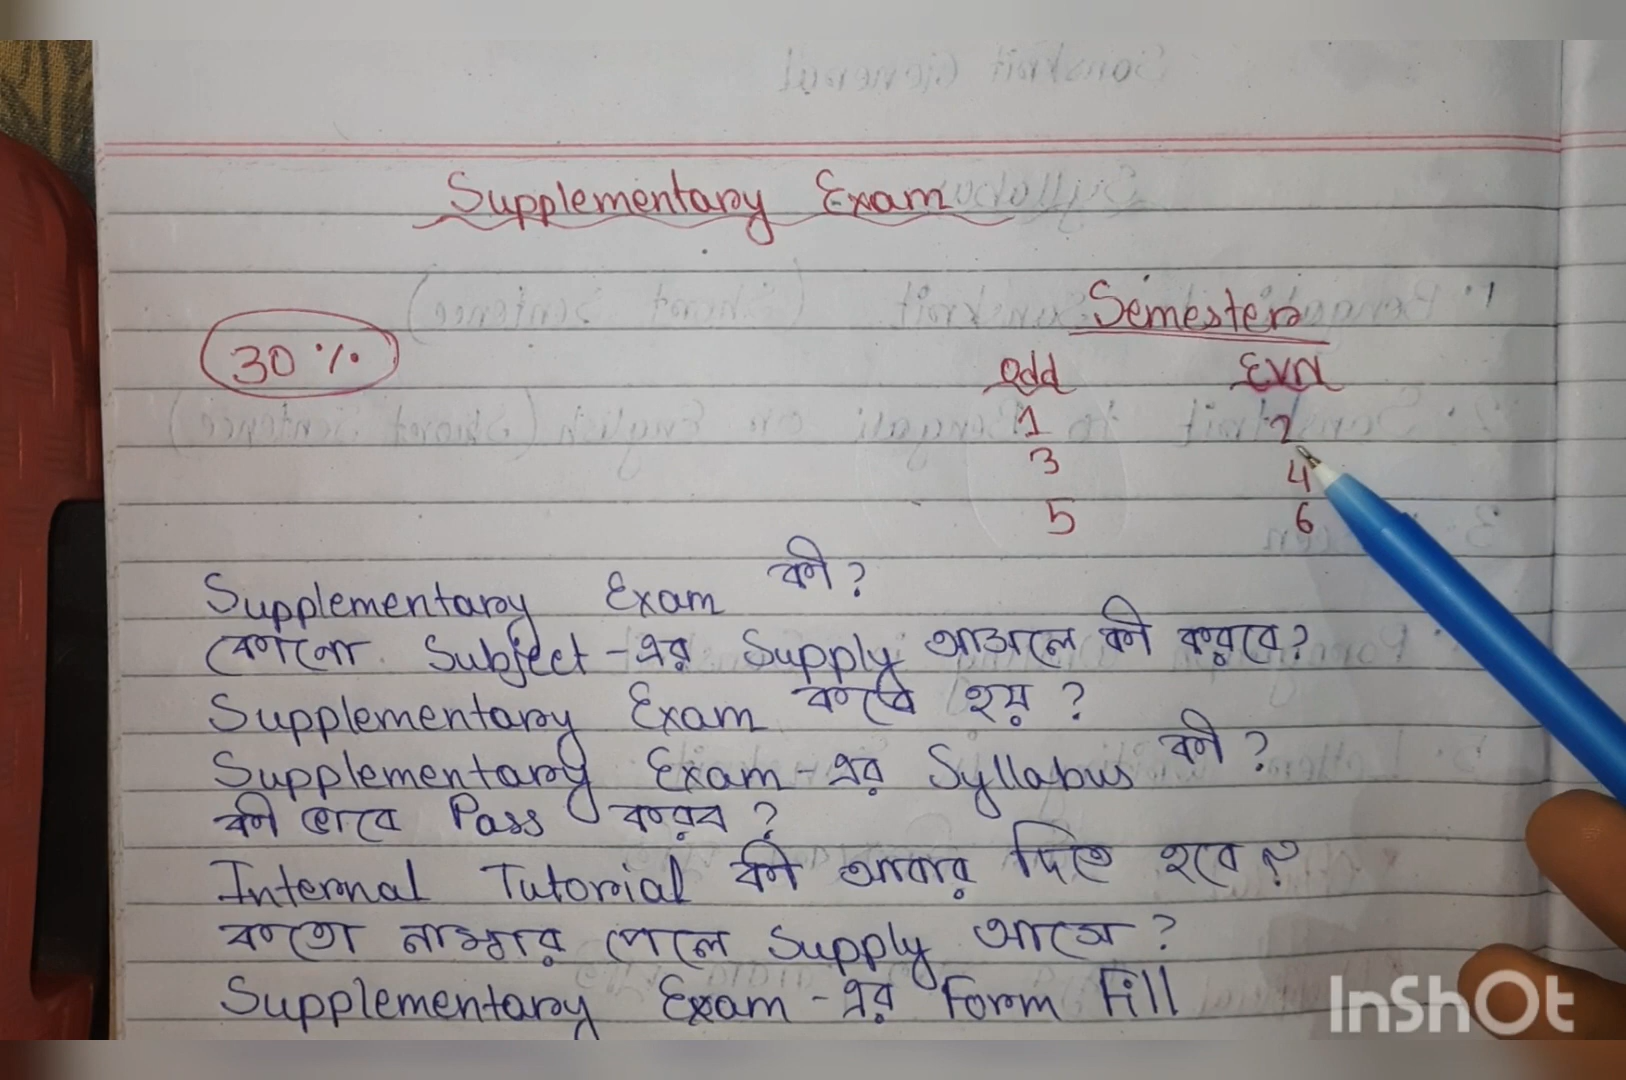 Supplementary Exam
Semester
30%
Odd EVN
1 2
3 4
5 6
Supplementary Exam কী?
কোনো Subject-এর Supply আসলে কী করবে?
Supplementary Exam কবে হয়?
Supplementary Exam-এর Syllabus কী?
কী ভাবে Pass করব?
Internal Tutorial কী আবার দিতে হবে?
কতো নাম্বার পেলে Supply আসে?
Supplementary Exam-এর Form Fill
InShOt